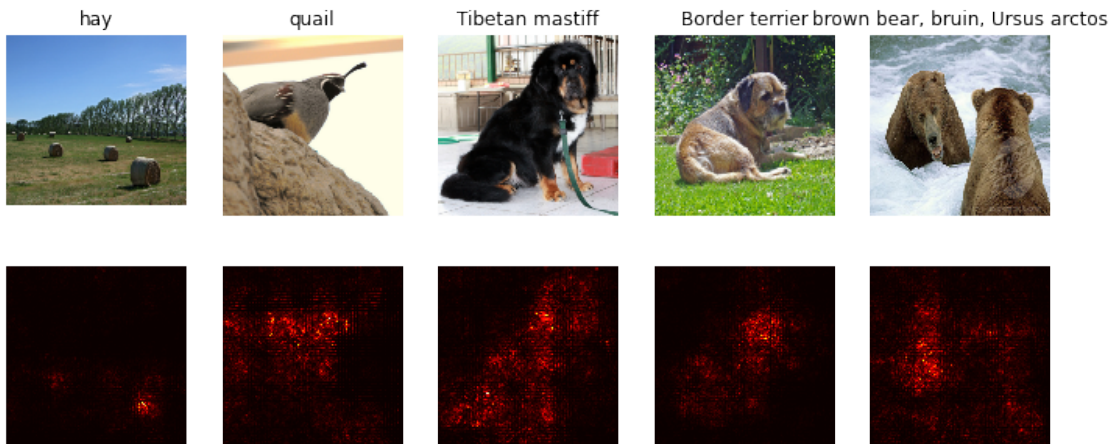 hay
quail
Tibetan mastiff
Border terrier
brown bear, bruin, Ursus arctos